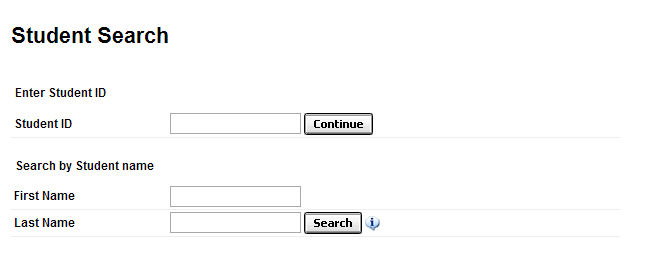 Student Search
Enter Student ID
Student ID Continue
Search by Student name
First Name
Last Name Search i